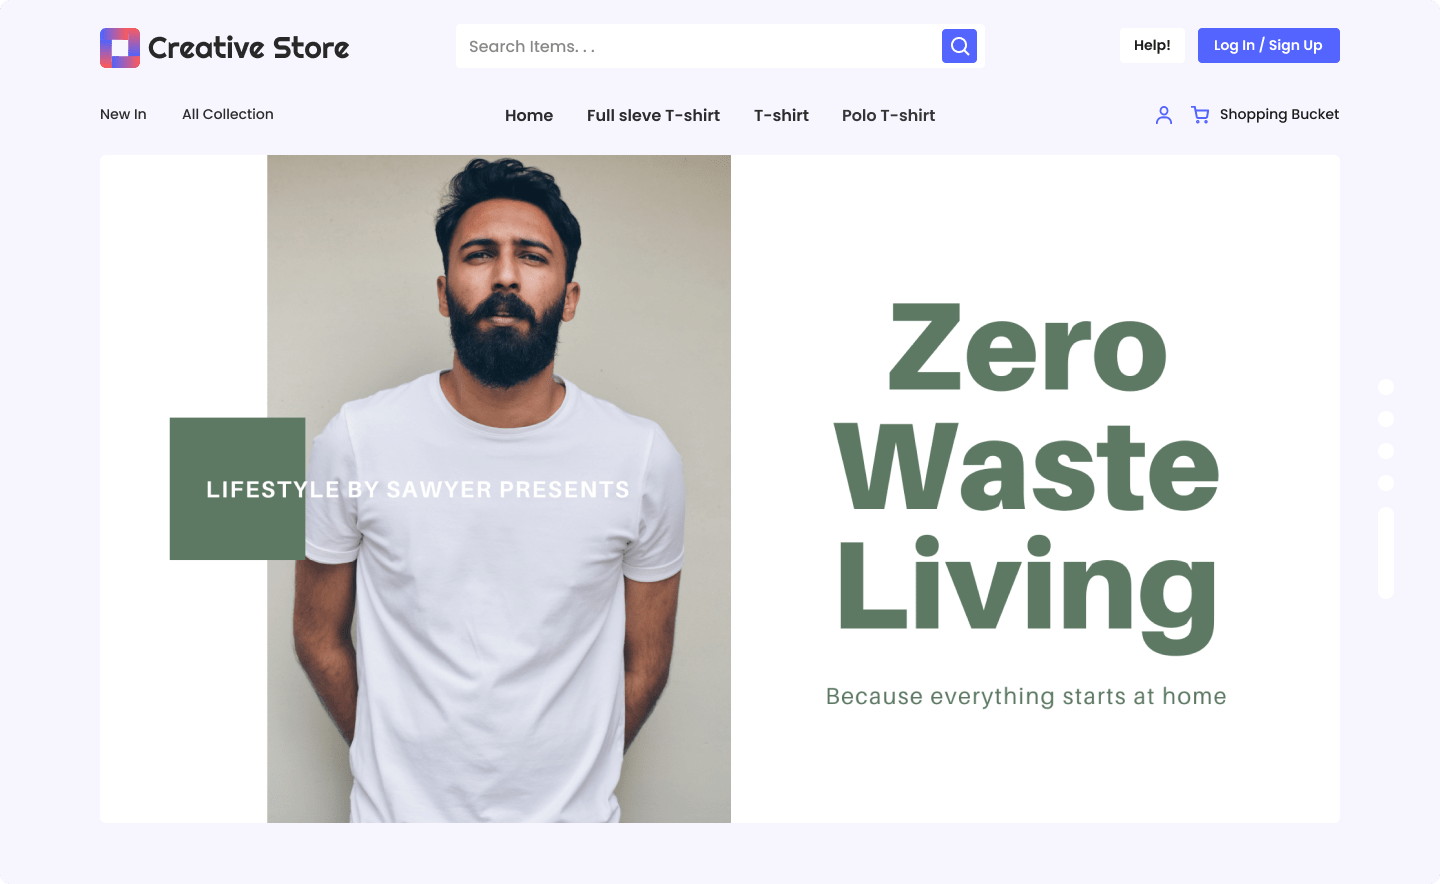 Creative Store
Search Items. . .
Help!
Log In / Sign Up
New In
All Collection
Home
Full sleve T-shirt
T-shirt
Polo T-shirt
Shopping Bucket
LIFESTYLE BY SAWYER PRESENTS
Zero
Waste
Living
Because everything starts at home